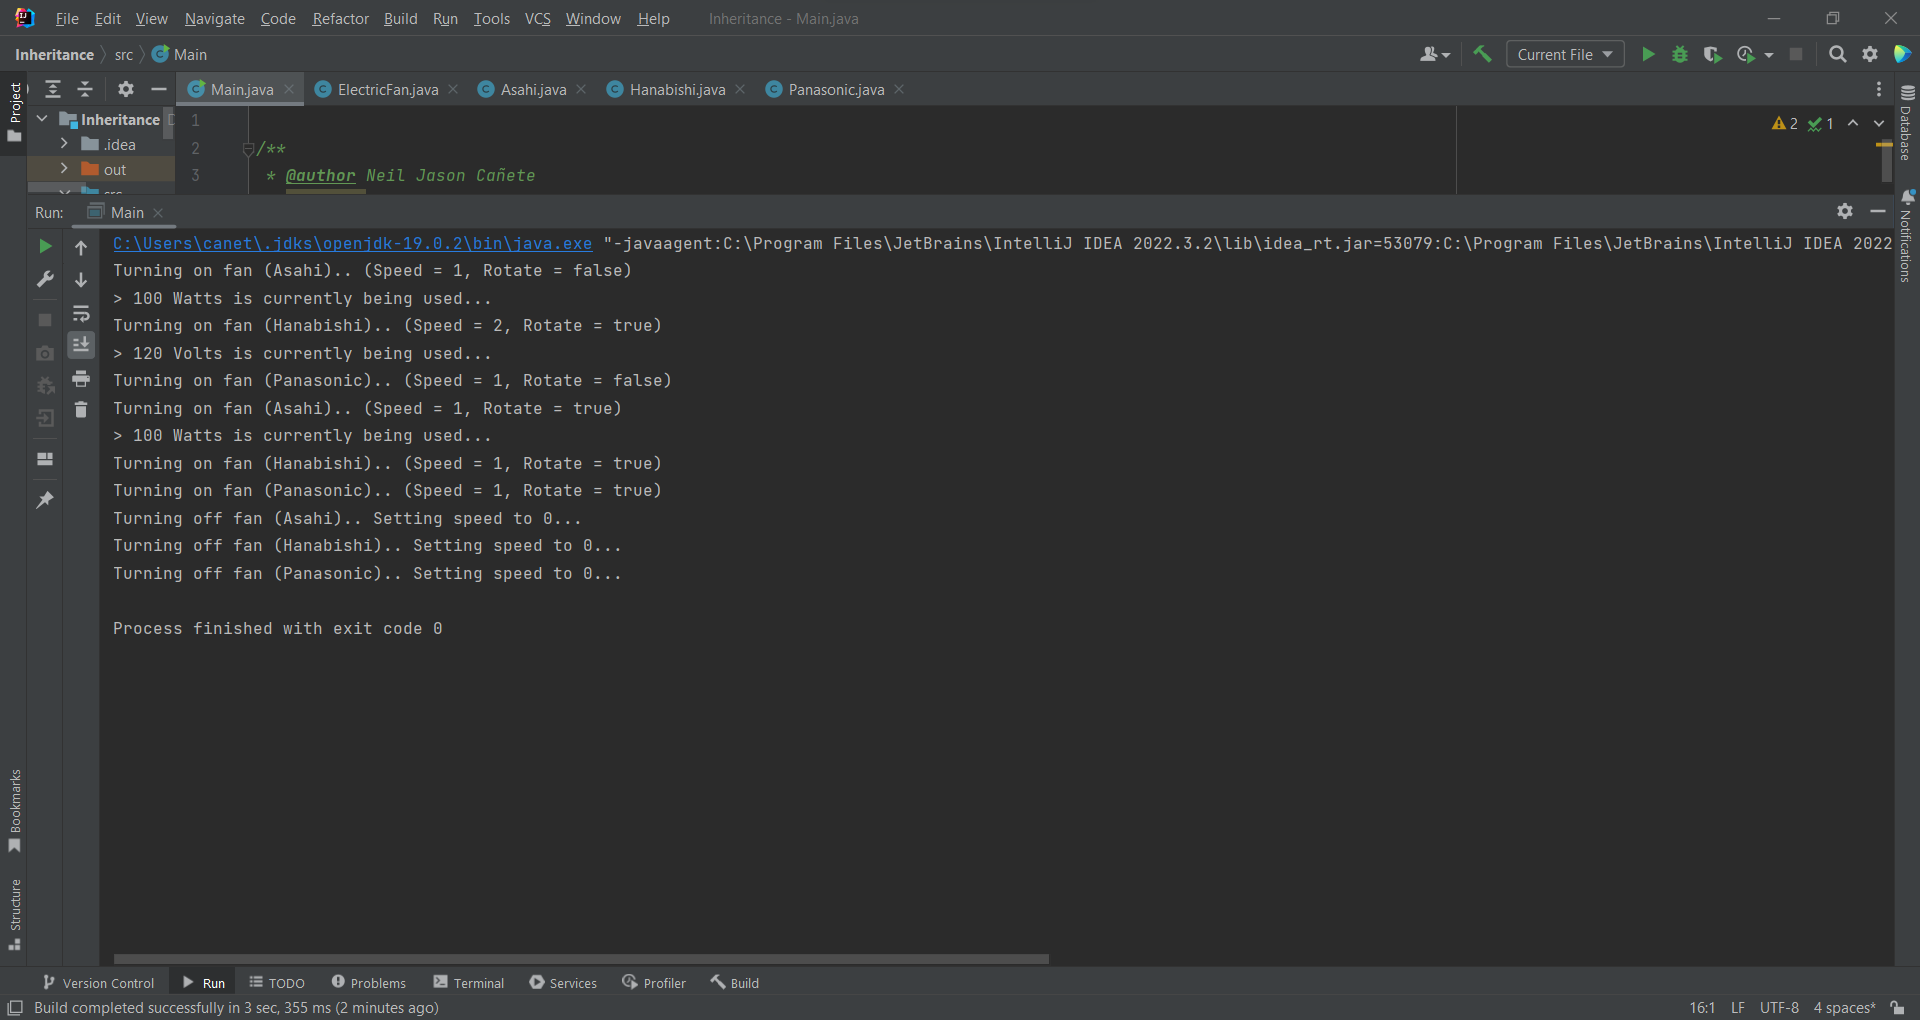 File Edit View Navigate Code Refactor Build Run Tools VCS Window Help Inheritance - Main.java
Inheritance src Main Current File
Project
Main.java ElectricFan.java Asahi.java Hanabishi.java Panasonic.java
Inheritance
.idea
out
1
2 /**
3 * @author Neil Jason Cañete
2 1
Database
Notifications
Run: Main
C:\Users\canet\.jdks\openjdk-19.0.2\bin\java.exe "-javaagent:C:\Program Files\JetBrains\IntelliJ IDEA 2022.3.2\lib\idea_rt.jar=53079:C:\Program Files\JetBrains\IntelliJ IDEA 2022
Turning on fan (Asahi).. (Speed = 1, Rotate = false)
> 100 Watts is currently being used...
Turning on fan (Hanabishi).. (Speed = 2, Rotate = true)
> 120 Volts is currently being used...
Turning on fan (Panasonic).. (Speed = 1, Rotate = false)
Turning on fan (Asahi).. (Speed = 1, Rotate = true)
> 100 Watts is currently being used...
Turning on fan (Hanabishi).. (Speed = 1, Rotate = true)
Turning on fan (Panasonic).. (Speed = 1, Rotate = true)
Turning off fan (Asahi).. Setting speed to 0...
Turning off fan (Hanabishi).. Setting speed to 0...
Turning off fan (Panasonic).. Setting speed to 0...
Process finished with exit code 0
Bookmarks
Structure
Version Control Run TODO Problems Terminal Services Profiler Build
Build completed successfully in 3 sec, 355 ms (2 minutes ago) 16:1 LF UTF-8 4 spaces*